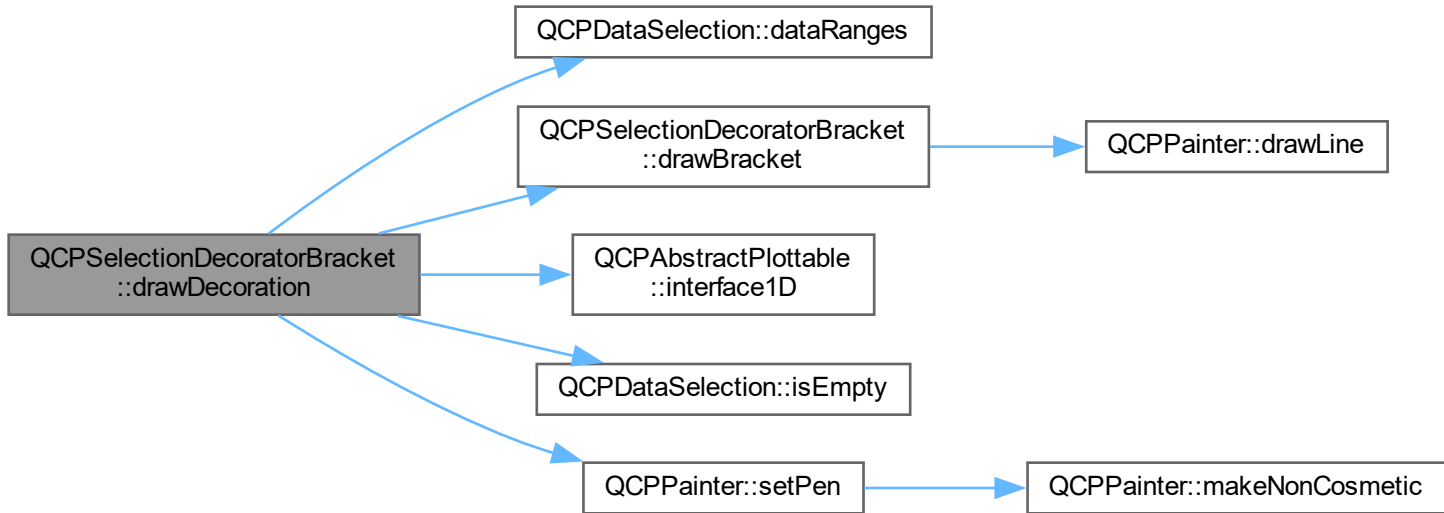 QCPDataSelection::dataRanges
QCPSelectionDecoratorBracket
::drawBracket
QCPPainter::drawLine
QCPSelectionDecoratorBracket
::drawDecoration
QCPAbstractPlottable
::interface1D
QCPDataSelection::isEmpty
QCPPainter::setPen
QCPPainter::makeNonCosmetic